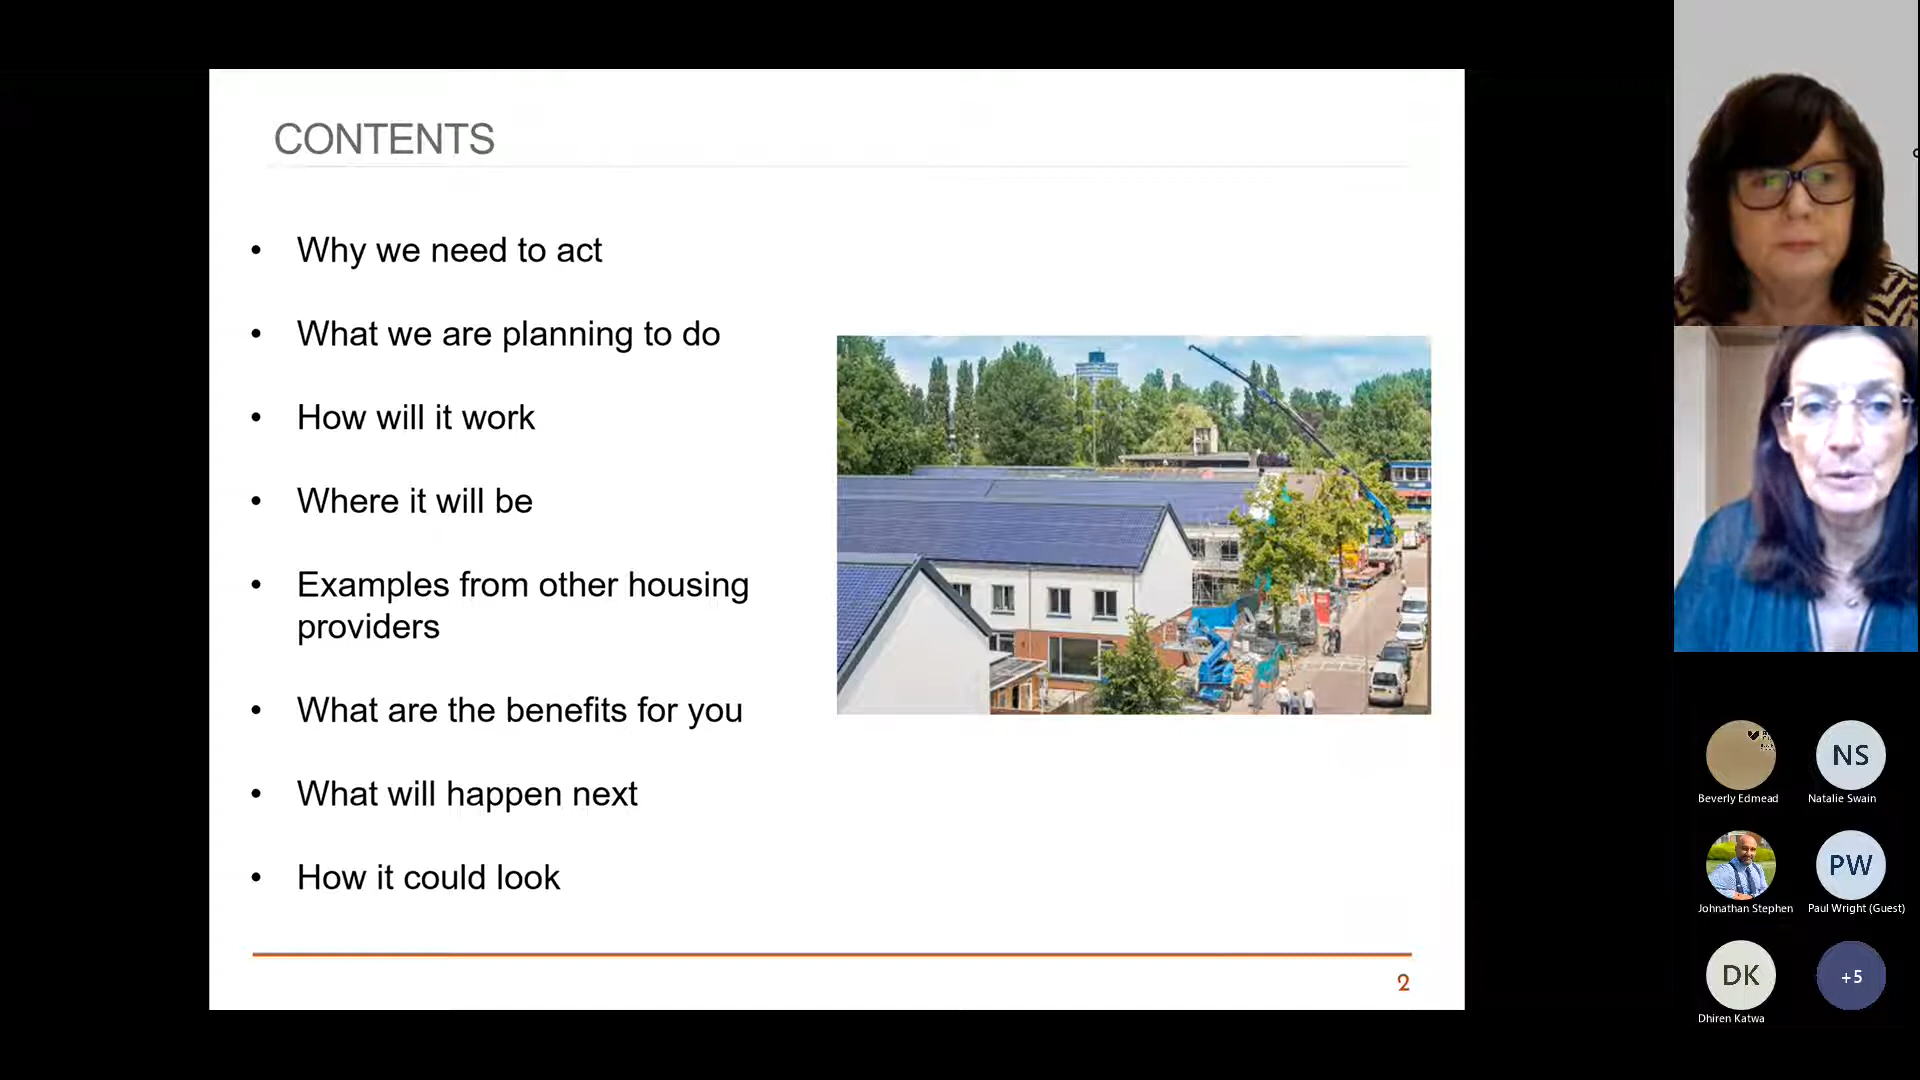 CONTENTS
• Why we need to act
• What we are planning to do
• How will it work
• Where it will be
• Examples from other housing
providers
• What are the benefits for you
• What will happen next
• How it could look
2
Beverly Edmead
NS
Natalie Swain
Johnathan Stephen
PW
Paul Wright (Guest)
DK
Dhiren Katwa
+5